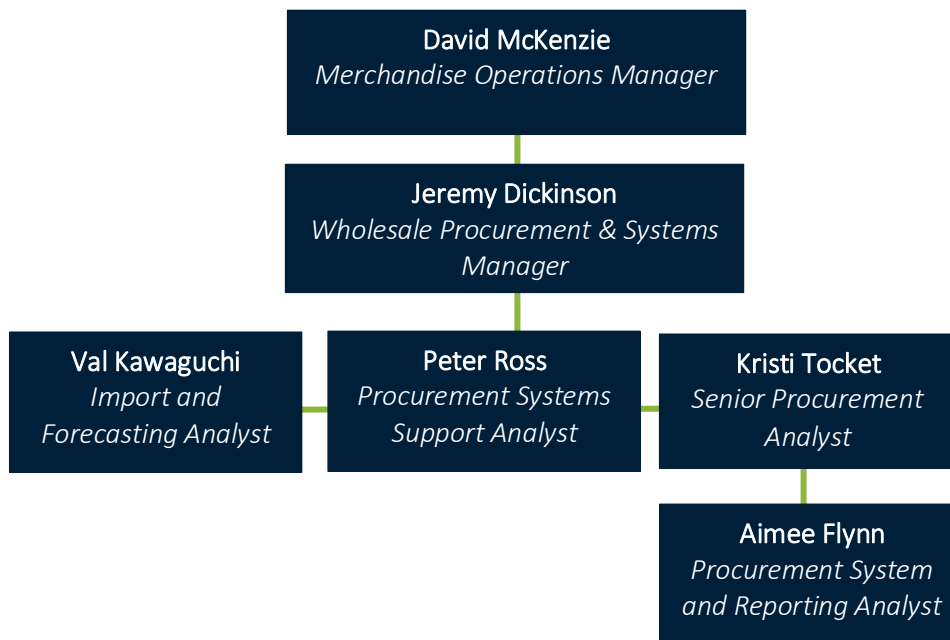 David McKenzie
Merchandise Operations Manager
Jeremy Dickinson
Wholesale Procurement & Systems
Manager
Val Kawaguchi
Import and
Forecasting Analyst
Peter Ross
Procurement Systems
Support Analyst
Kristi Tocket
Senior Procurement
Analyst
Aimee Flynn
Procurement System
and Reporting Analyst